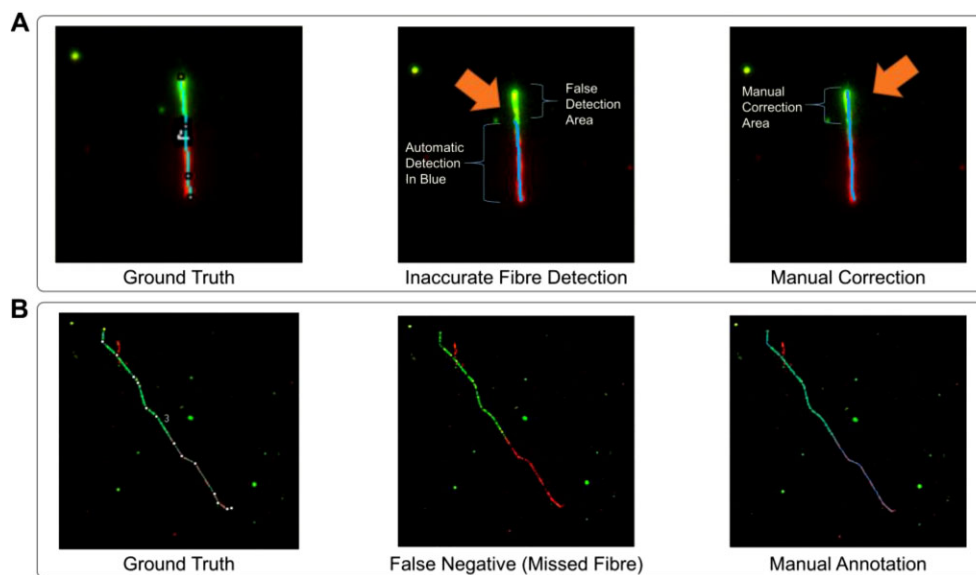 A
False
Detection
Area
Automatic
Detection
In Blue
Manual
Correction
Area
Ground Truth
Inaccurate Fibre Detection
Manual Correction
B
3
Ground Truth
False Negative (Missed Fibre)
Manual Annotation